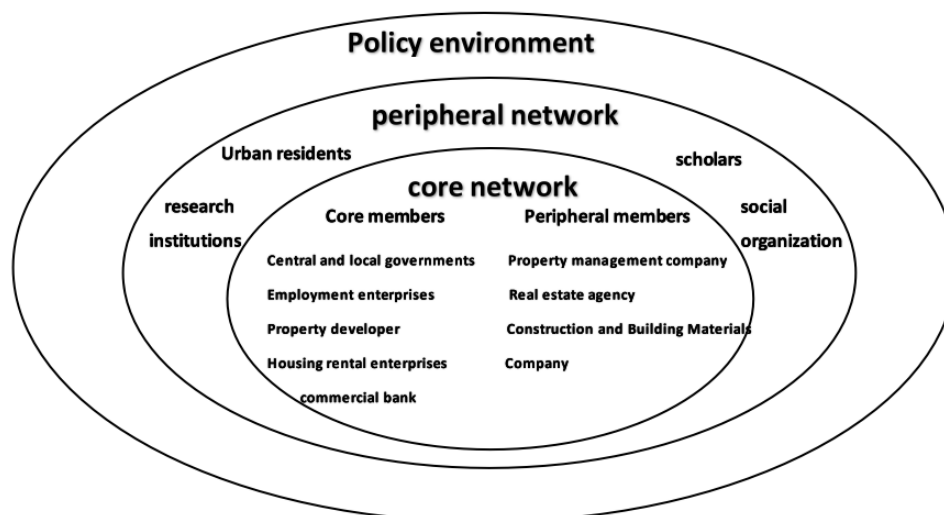 Policy environment
peripheral network
Urban residents
scholars
research
institutions
social
organization
core network
Core members
Central and local governments
Employment enterprises
Property developer
Housing rental enterprises
commercial bank
Peripheral members
Property management company
Real estate agency
Construction and Building Materials
Company